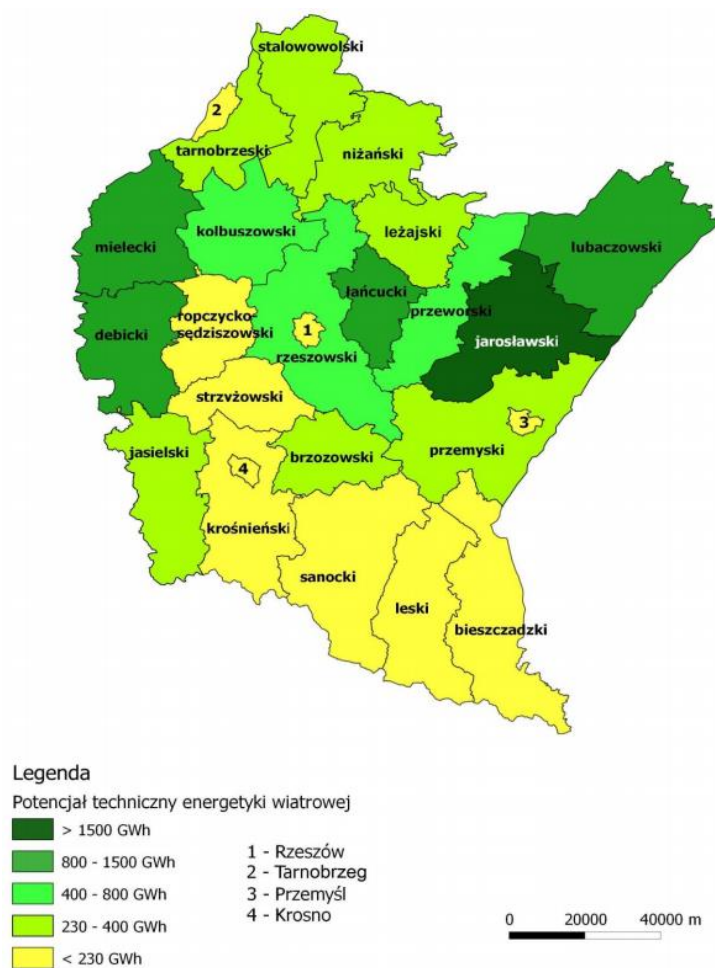 stalowowolski
2
tarnobrzeski
niżański
kolbuszowski
leżajski
mielecki
lubaczowski
łańcucki
ropczycko-
sędziszowski
przeworski
debicki
1
rzeszowski
jarosławski
strzyżowski
3
jasielski
brzozowski
przemyski
4
krośnieński
sanocki
leski
bieszczadzki
Legenda
Potencjał techniczny energetyki wiatrowej
> 1500 GWh
800 - 1500 GWh
400 - 800 GWh
230 - 400 GWh
< 230 GWh
1 - Rzeszów
2 - Tarnobrzeg
3 - Przemyśl
4 - Krosno
0 20000 40000 m